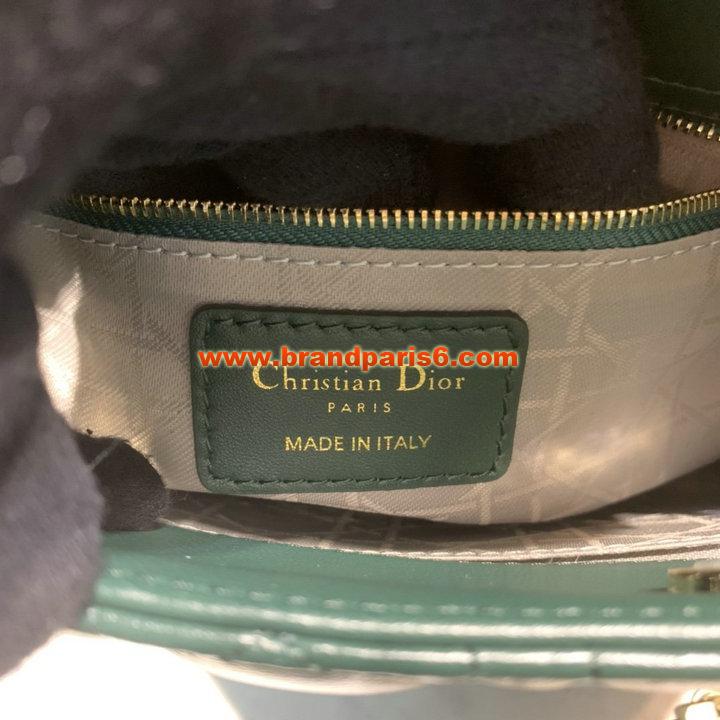 www.brandparis6.com
Christian Dior
PARIS
MADE IN ITALY